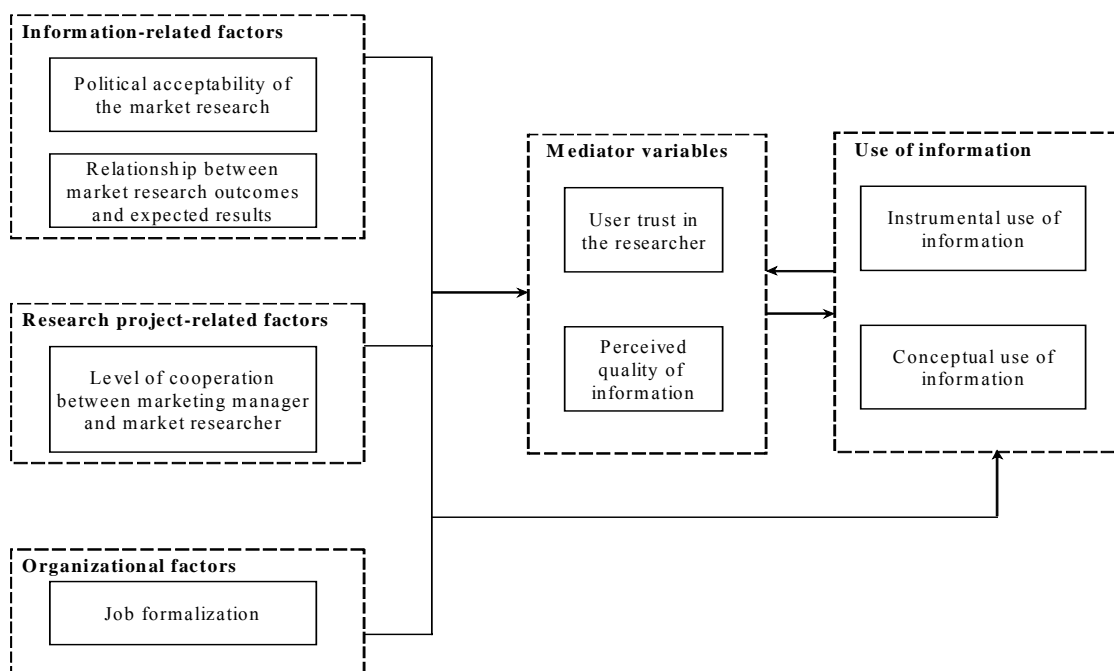 Information-related factors
Political acceptability of
the market research
Relationship between
market research outcomes
and expected results
Research project-related factors
Level of cooperation
between marketing manager
and market researcher
Organizational factors
Job formalization
Mediator variables
User trust in
the researcher
Perceived
quality of
information
Use of information
Instrumental use of
information
Conceptual use of
information